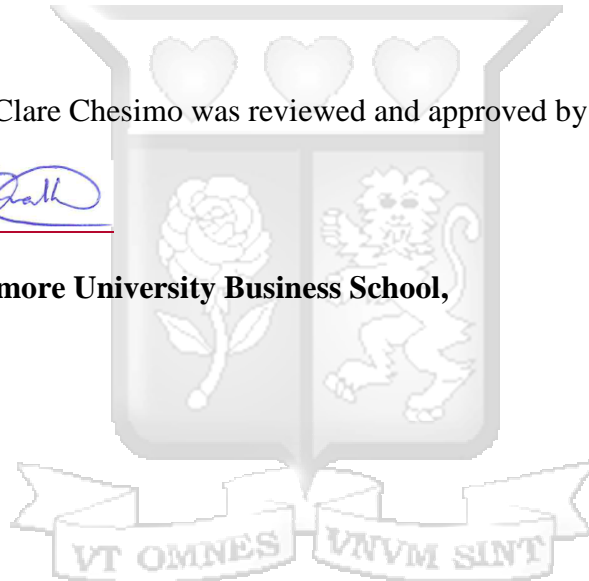 Clare Chesimo was reviewed and approved by
more University Business School,
VT OMNES VNVM SINT